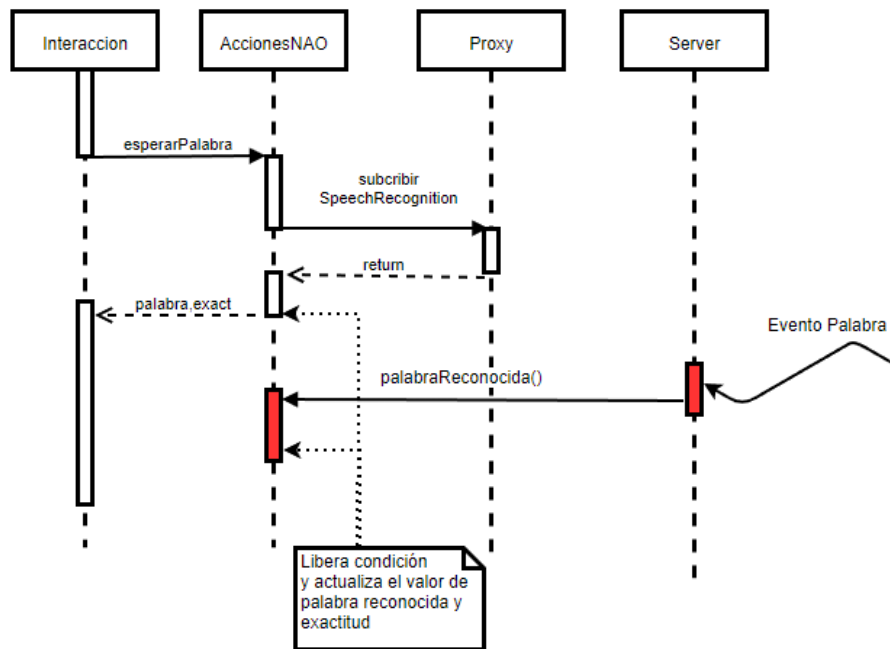 Interaccion
AccionesNAO
Proxy
Server
esperarPalabra
subcribir
SpeechRecognition
return
palabra,exact
Evento Palabra
palabraReconocida()
Libera condición
y actualiza el valor de
palabra reconocida y
exactitud